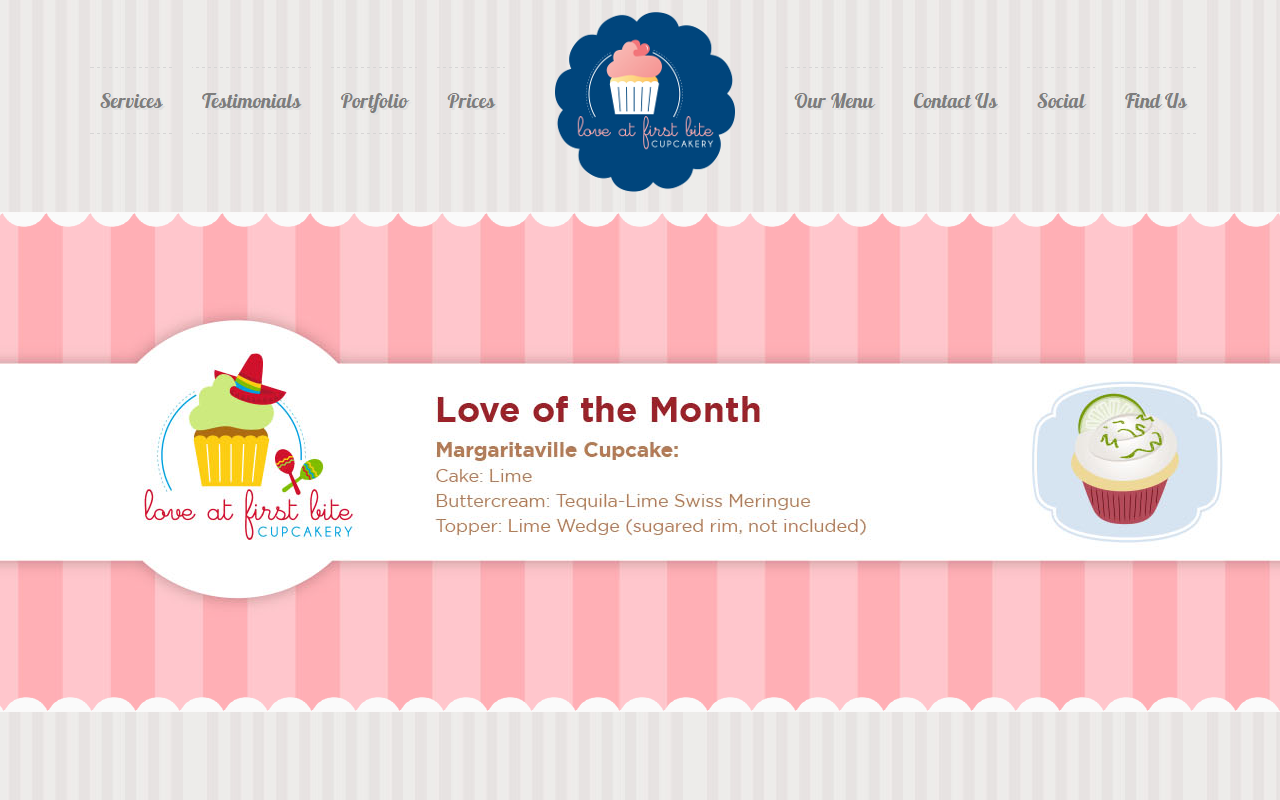 Services Testimonials Portfolio Prices
love at first bite
CUPCAKERY
Our Menu Contact Us Social Find Us
love at first bite
CUPCAKERY
Love of the Month
Margaritaville Cupcake:
Cake: Lime
Buttercream: Tequila-Lime Swiss Meringue
Topper: Lime Wedge (sugared rim, not included)